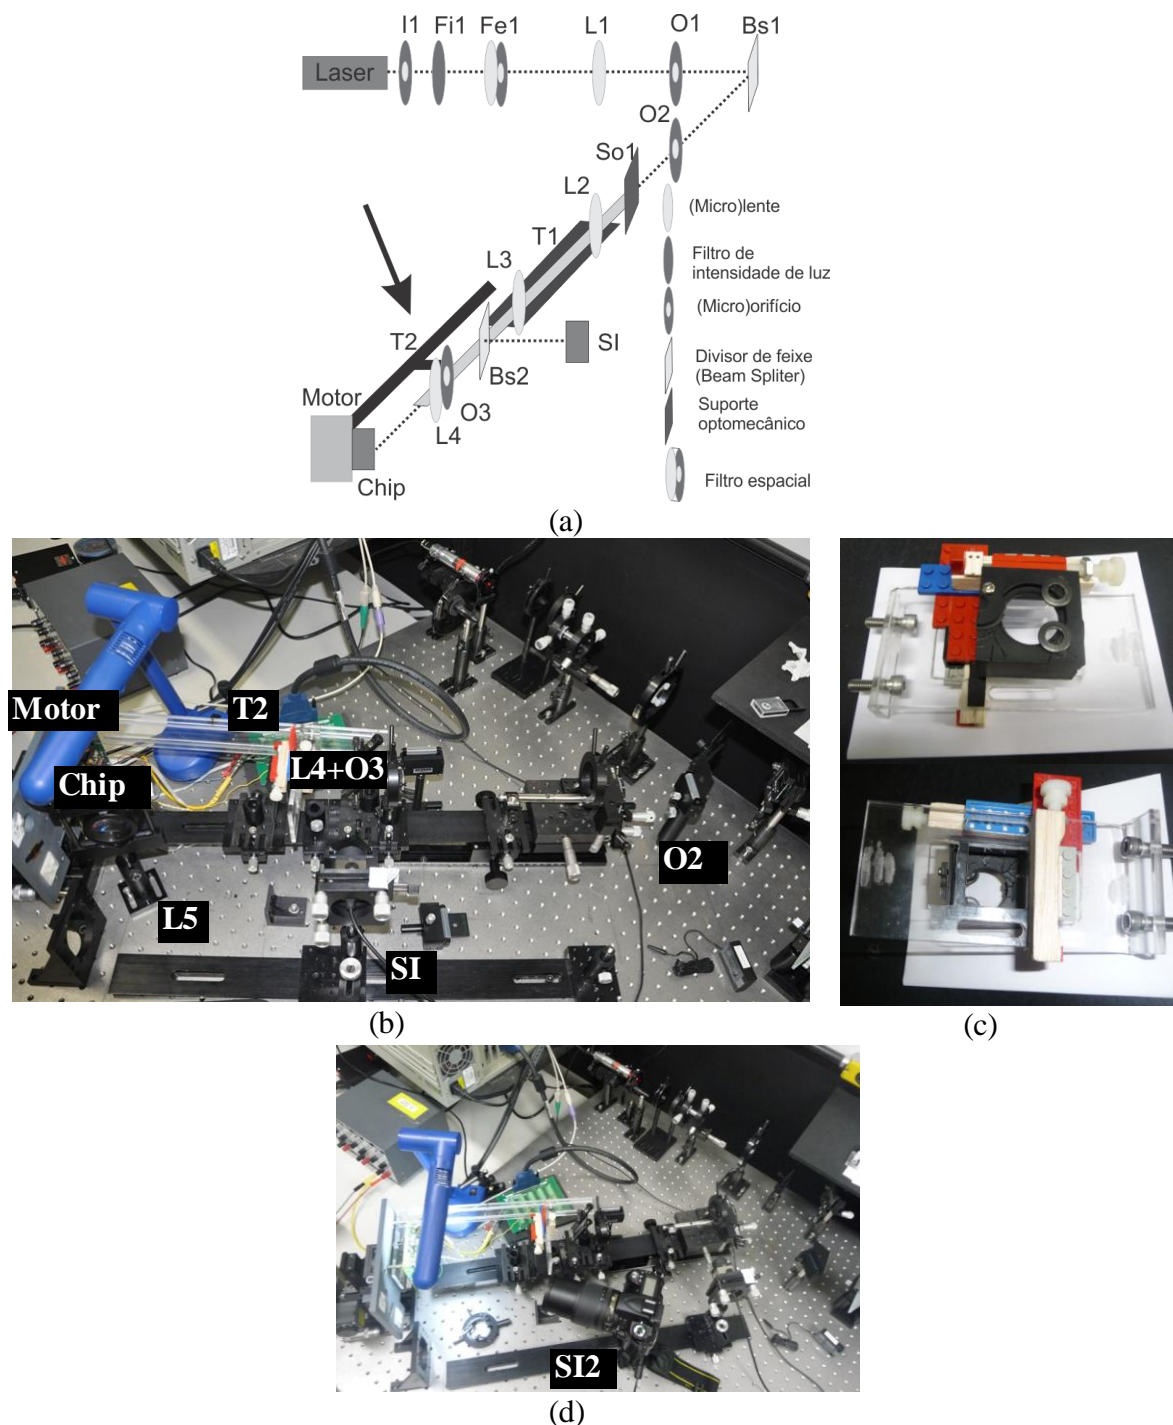 I1 Fi1 Fe1 L1 O1 Bs1
Laser
O2
So1
L2
(Micro)lente
T1
L3
Filtro de
intensidade de luz
(Micro)orifício
T2
SI
Divisor de feixe
(Beam Spliter)
Bs2
Motor
O3
Suporte
optomecânico
L4
Chip
Filtro espacial
(a)
Motor
T2
L4+O3
Chip
O2
L5
SI
(b)
(c)
SI2
(d)